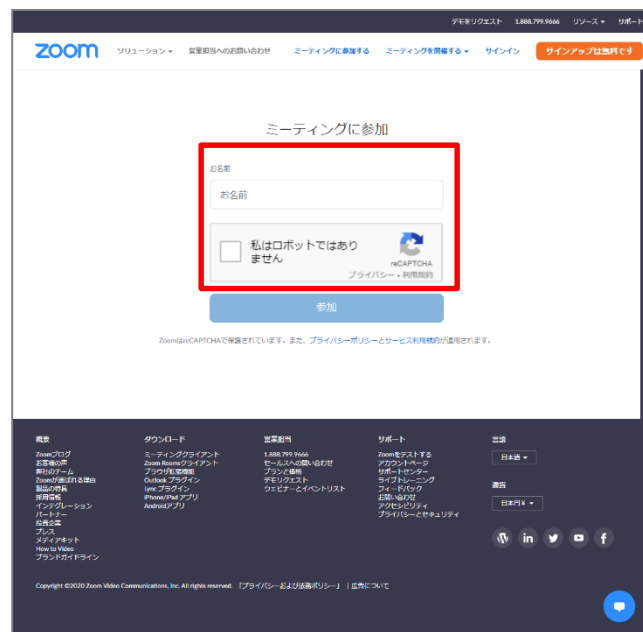 デモをリクエスト 1.888.799.9666 リソース サポート
zoom ソリューション 営業担当へのお問い合わせ ミーティングに参加する ミーティングを開催する サインイン サインアップは無料です
ミーティングに参加
お名前
お名前
私はロボットではあり
ません
reCAPTCHA
プライバシー・利用規約
参加
ZoomはreCAPTCHAで保護されています。また、プライバシーポリシーとサービス利用規約が適用されます。
概要
Zoomブログ
お客様の声
弊社のチーム
Zoomが選ばれる理由
製品の特長
採用情報
インテグレーション
パートナー
投資企業
プレス
メディアキット
How to Video
ブランドガイドライン
ダウンロード
ミーティングクライアント
Zoom Roomsクライアント
ブラウザ拡張機能
Outlook プラグイン
Lync プラグイン
iPhone/iPad アプリ
Androidアプリ
営業担当
1.888.799.9666
セールスへの問い合わせ
プランと価格
デモリクエスト
ウェビナーとイベントリスト
サポート
Zoomをテストする
アカウントページ
サポートセンター
ライブトレーニング
フィードバック
お問い合わせ
アクセシビリティ
プライバシーとセキュリティ
言語
日本語
通貨
日本円¥
Copyright ©2020 Zoom Video Communications, Inc. All rights reserved. 「プライバシーおよび法務ポリシー」 | 広告について